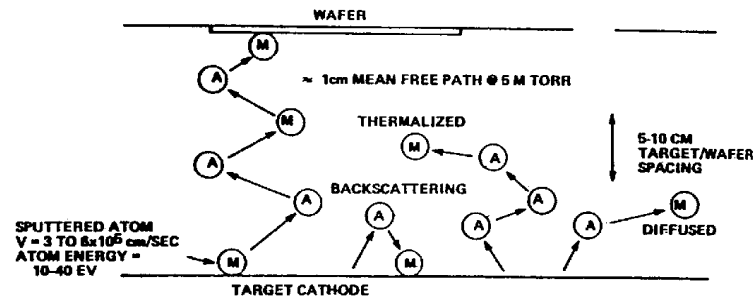 WAFER
M
A
≈ 1cm MEAN FREE PATH @ 5 M TORR
M
THERMALIZED
M
A
A
5-10 CM
TARGET/WAFER
SPACING
BACKSCATTERING
A
A
A
M
A
A
DIFFUSED
SPUTTERED ATOM
V = 3 TO 6x10⁵ cm/SEC
ATOM ENERGY =
10-40 EV
M
M
TARGET CATHODE